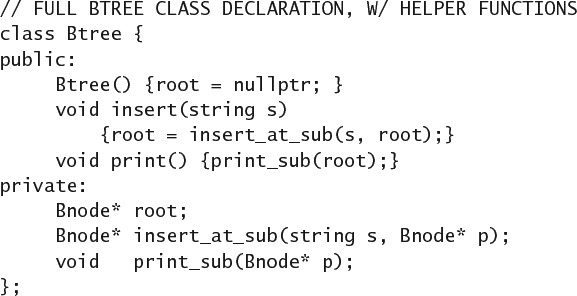 // FULL BTREE CLASS DECLARATION, W/ HELPER FUNCTIONS
class Btree {
public:
     Btree() {root = nullptr; }
     void insert(string s)
         {root = insert_at_sub(s, root);}
     void print() {print_sub(root);}
private:
     Bnode* root;
     Bnode* insert_at_sub(string s, Bnode* p);
     void   print_sub(Bnode* p);
};